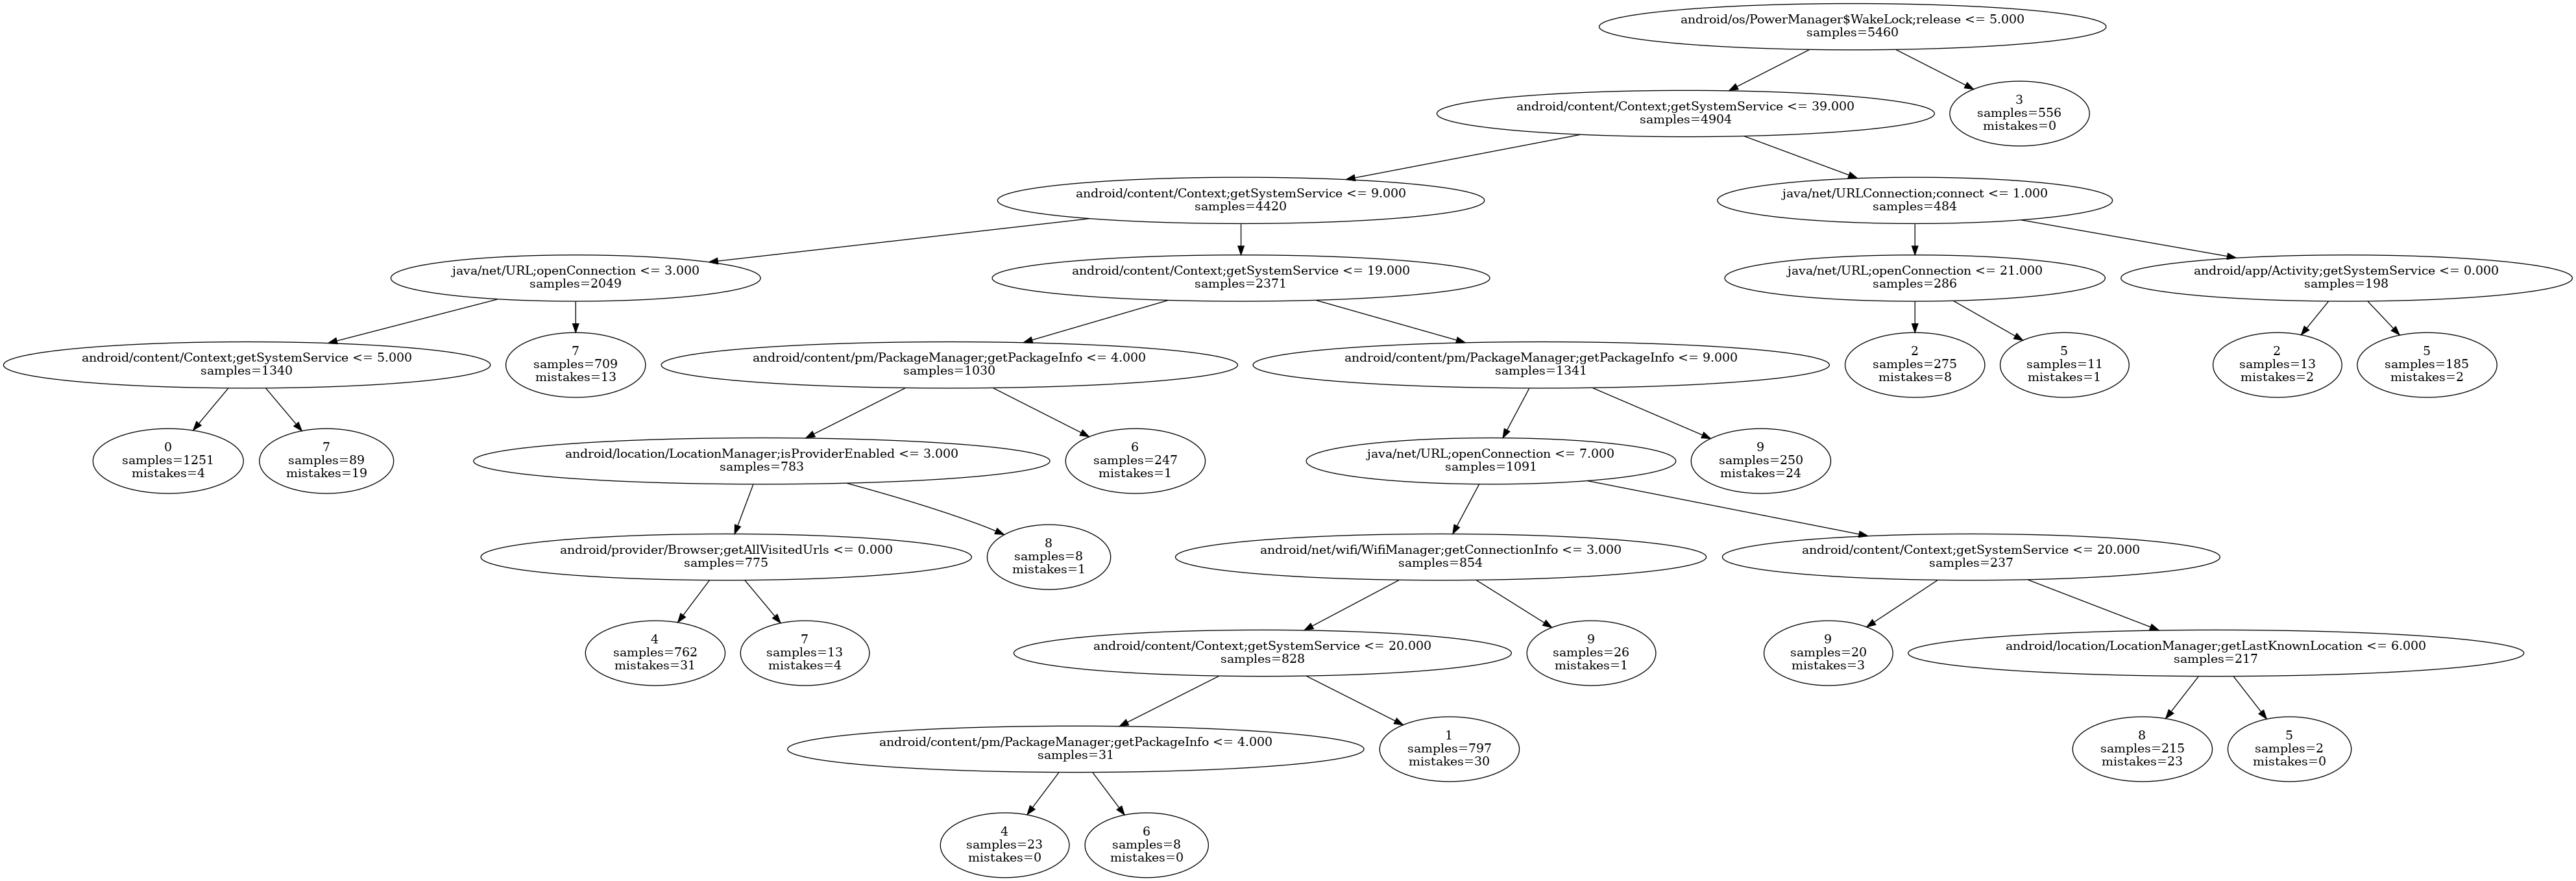 android/os/PowerManager$WakeLock;release <= 5.000
samples=5460
android/content/Context;getSystemService <= 39.000
samples=4904
3
samples=556
mistakes=0
android/content/Context;getSystemService <= 9.000
samples=4420
java/net/URLConnection;connect <= 1.000
samples=484
java/net/URL;openConnection <= 3.000
samples=2049
android/content/Context;getSystemService <= 19.000
samples=2371
java/net/URL;openConnection <= 21.000
samples=286
android/app/Activity;getSystemService <= 0.000
samples=198
android/content/Context;getSystemService <= 5.000
samples=1340
7
samples=709
mistakes=13
android/content/pm/PackageManager;getPackageInfo <= 4.000
samples=1030
android/content/pm/PackageManager;getPackageInfo <= 9.000
samples=1341
2
samples=275
mistakes=8
5
samples=11
mistakes=1
2
samples=13
mistakes=2
5
samples=185
mistakes=2
0
samples=1251
mistakes=4
7
samples=89
mistakes=19
android/location/LocationManager;isProviderEnabled <= 3.000
samples=783
6
samples=247
mistakes=1
java/net/URL;openConnection <= 7.000
samples=1091
9
samples=250
mistakes=24
android/provider/Browser;getAllVisitedUrls <= 0.000
samples=775
8
samples=8
mistakes=1
android/net/wifi/WifiManager;getConnectionInfo <= 3.000
samples=854
android/content/Context;getSystemService <= 20.000
samples=237
4
samples=762
mistakes=31
7
samples=13
mistakes=4
android/content/Context;getSystemService <= 20.000
samples=828
9
samples=26
mistakes=1
9
samples=20
mistakes=3
android/location/LocationManager;getLastKnownLocation <= 6.000
samples=217
android/content/pm/PackageManager;getPackageInfo <= 4.000
samples=31
1
samples=797
mistakes=30
8
samples=215
mistakes=23
5
samples=2
mistakes=0
4
samples=23
mistakes=0
6
samples=8
mistakes=0